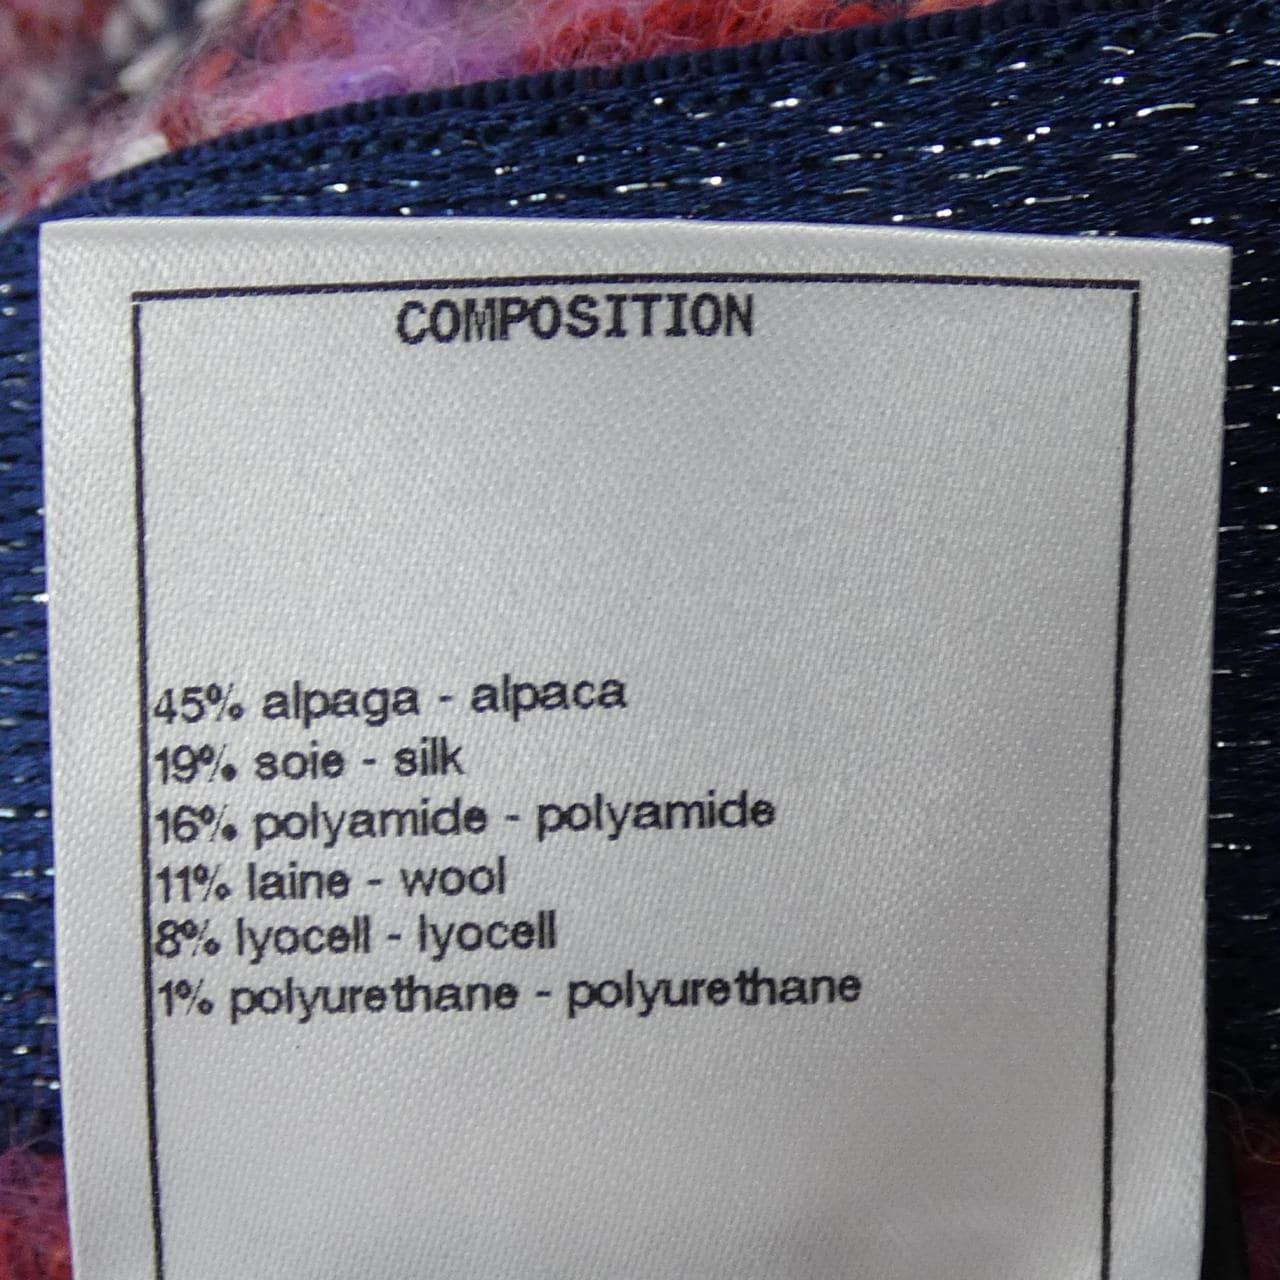 COMPOSITION
45% alpaga - alpaca
19% soie - silk
16% polyamide - polyamide
11% laine - wool
8% lyocell - lyocell
1% polyurethane - polyurethane